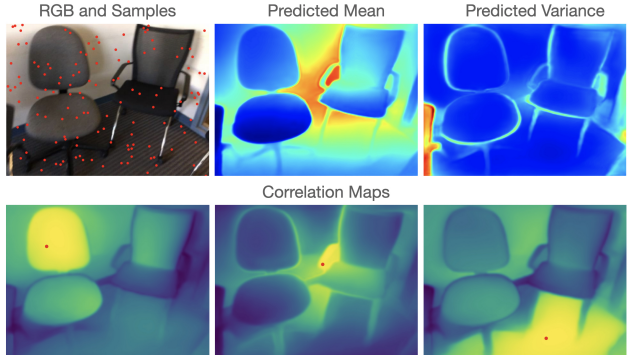 RGB and Samples
Predicted Mean
Predicted Variance
Correlation Maps